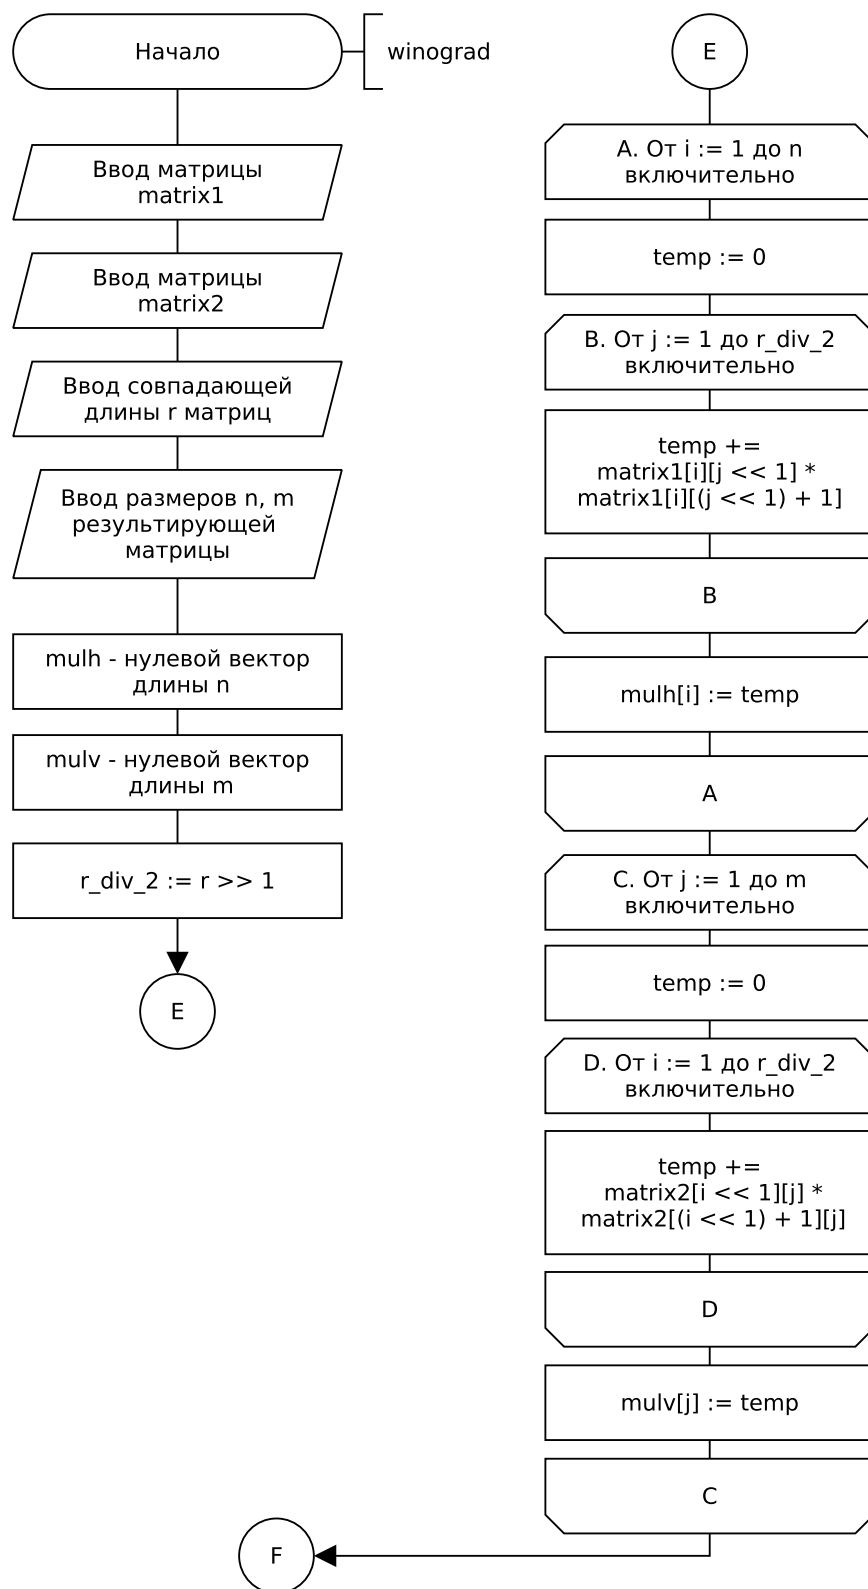 Начало
winograd
Ввод матрицы
matrix1
Ввод матрицы
matrix2
Ввод совпадающей
длины r матриц
Ввод размеров n, m
результирующей
матрицы
mulh - нулевой вектор
длины n
mulv - нулевой вектор
длины m
r_div_2 := r >> 1
E
E
A. От i := 1 до n
включительно
temp := 0
B. От j := 1 до r_div_2
включительно
temp +=
matrix1[i][j << 1] *
matrix1[i][(j << 1) + 1]
B
mulh[i] := temp
A
C. От j := 1 до m
включительно
temp := 0
D. От i := 1 до r_div_2
включительно
temp +=
matrix2[i << 1][j] *
matrix2[(i << 1) + 1][j]
D
mulv[j] := temp
C
F